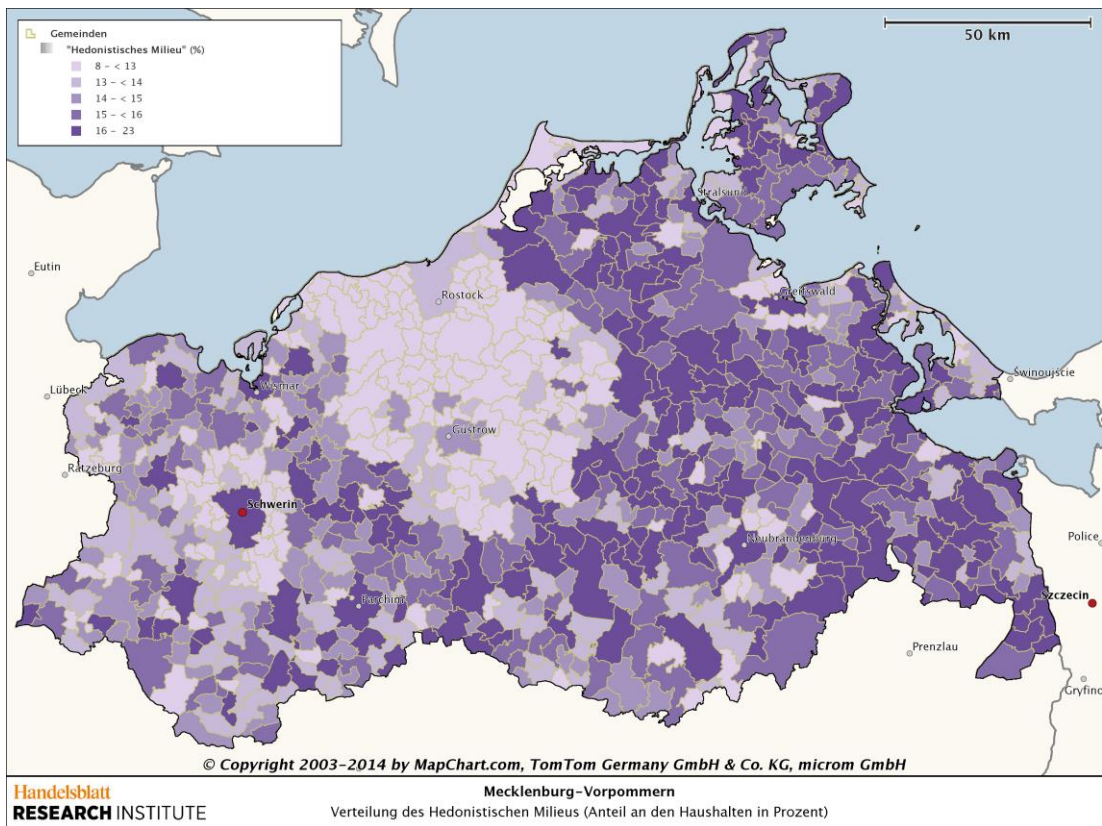 Gemeinden
"Hedonistisches Milieu" (%)
8 - < 13
13 - < 14
14 - < 15
15 - < 16
16 - 23
50 km
Stralsund
Eutin
Rostock
Greifswald
Świnoujście
Lübeck
Wismar
Güstrow
Ratzeburg
Schwerin
Neubrandenburg
Police
Parchim
Szczecin
Prenzlau
Gryfino
© Copyright 2003-2014 by MapChart.com, TomTom Germany GmbH & Co. KG, microm GmbH
Handelsblatt
RESEARCH INSTITUTE
Mecklenburg-Vorpommern
Verteilung des Hedonistischen Milieus (Anteil an den Haushalten in Prozent)